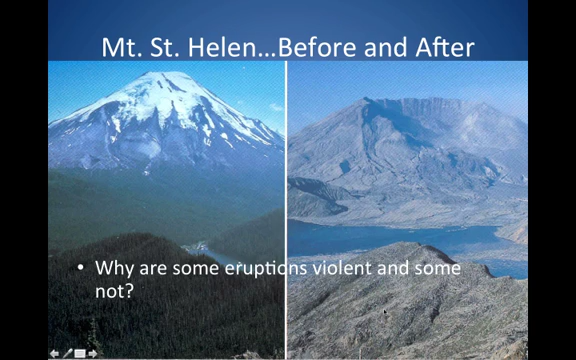 Mt. St. Helen...Before and After
• Why are some eruptions violent and some
not?